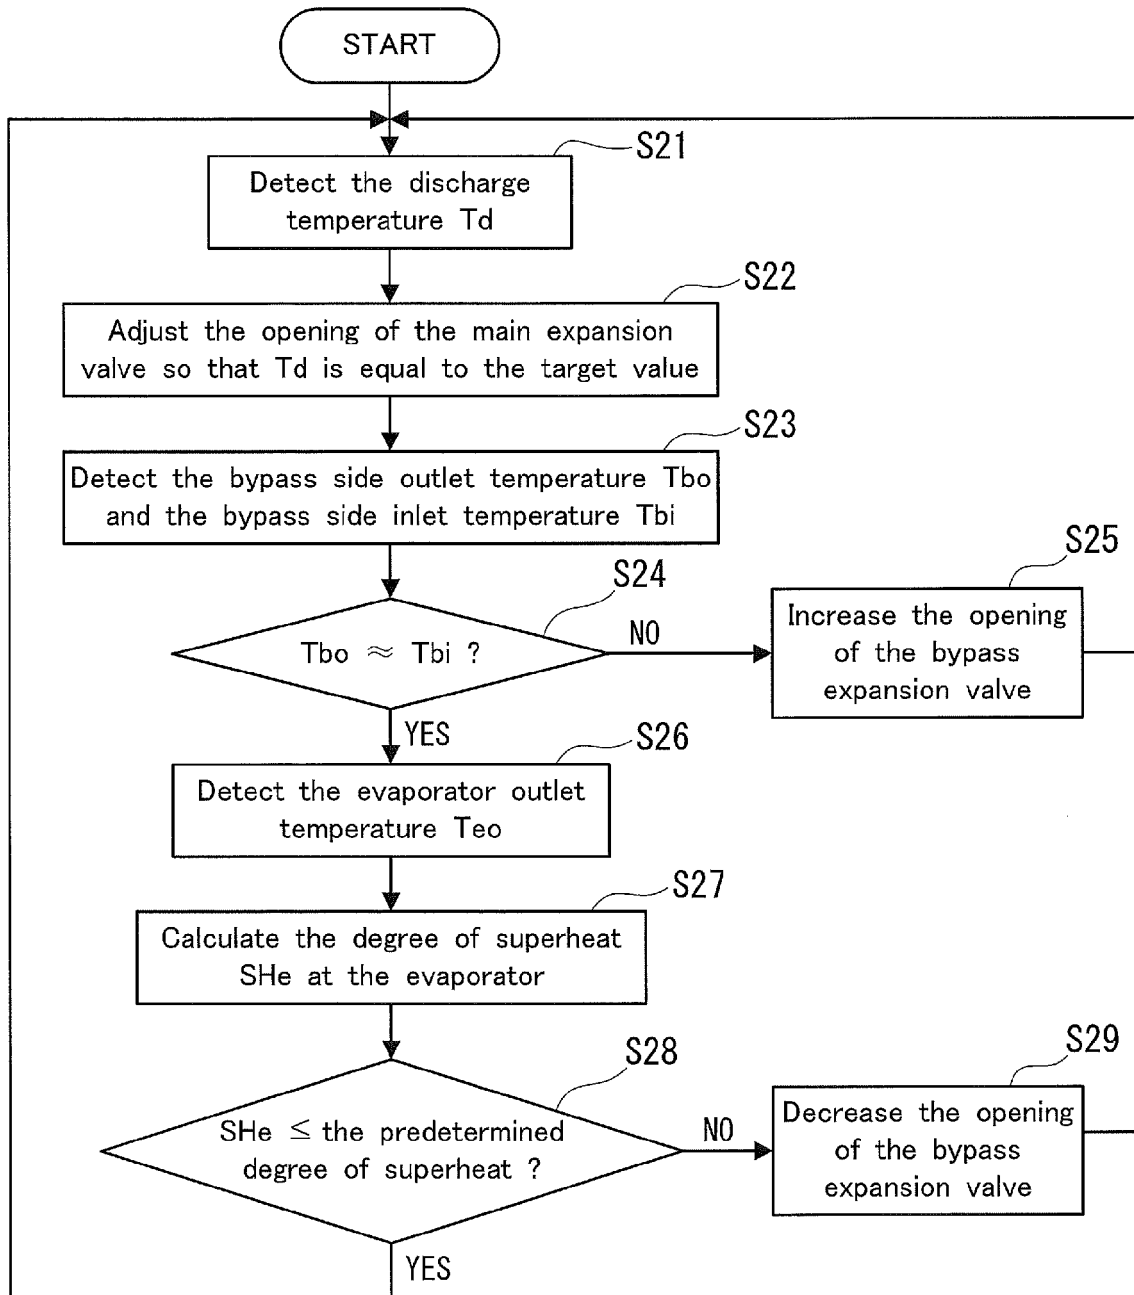 START
S21
Detect the discharge
temperature Td
S22
Adjust the opening of the main expansion
valve so that Td is equal to the target value
S23
Detect the bypass side outlet temperature Tbo
and the bypass side inlet temperature Tbi
S24
Tbo ≈ Tbi ?
NO
S25
Increase the opening
of the bypass
expansion valve
YES
S26
Detect the evaporator outlet
temperature Teo
S27
Calculate the degree of superheat
SHe at the evaporator
S28
SHe ≤ the predetermined
degree of superheat ?
NO
S29
Decrease the opening
of the bypass
expansion valve
YES